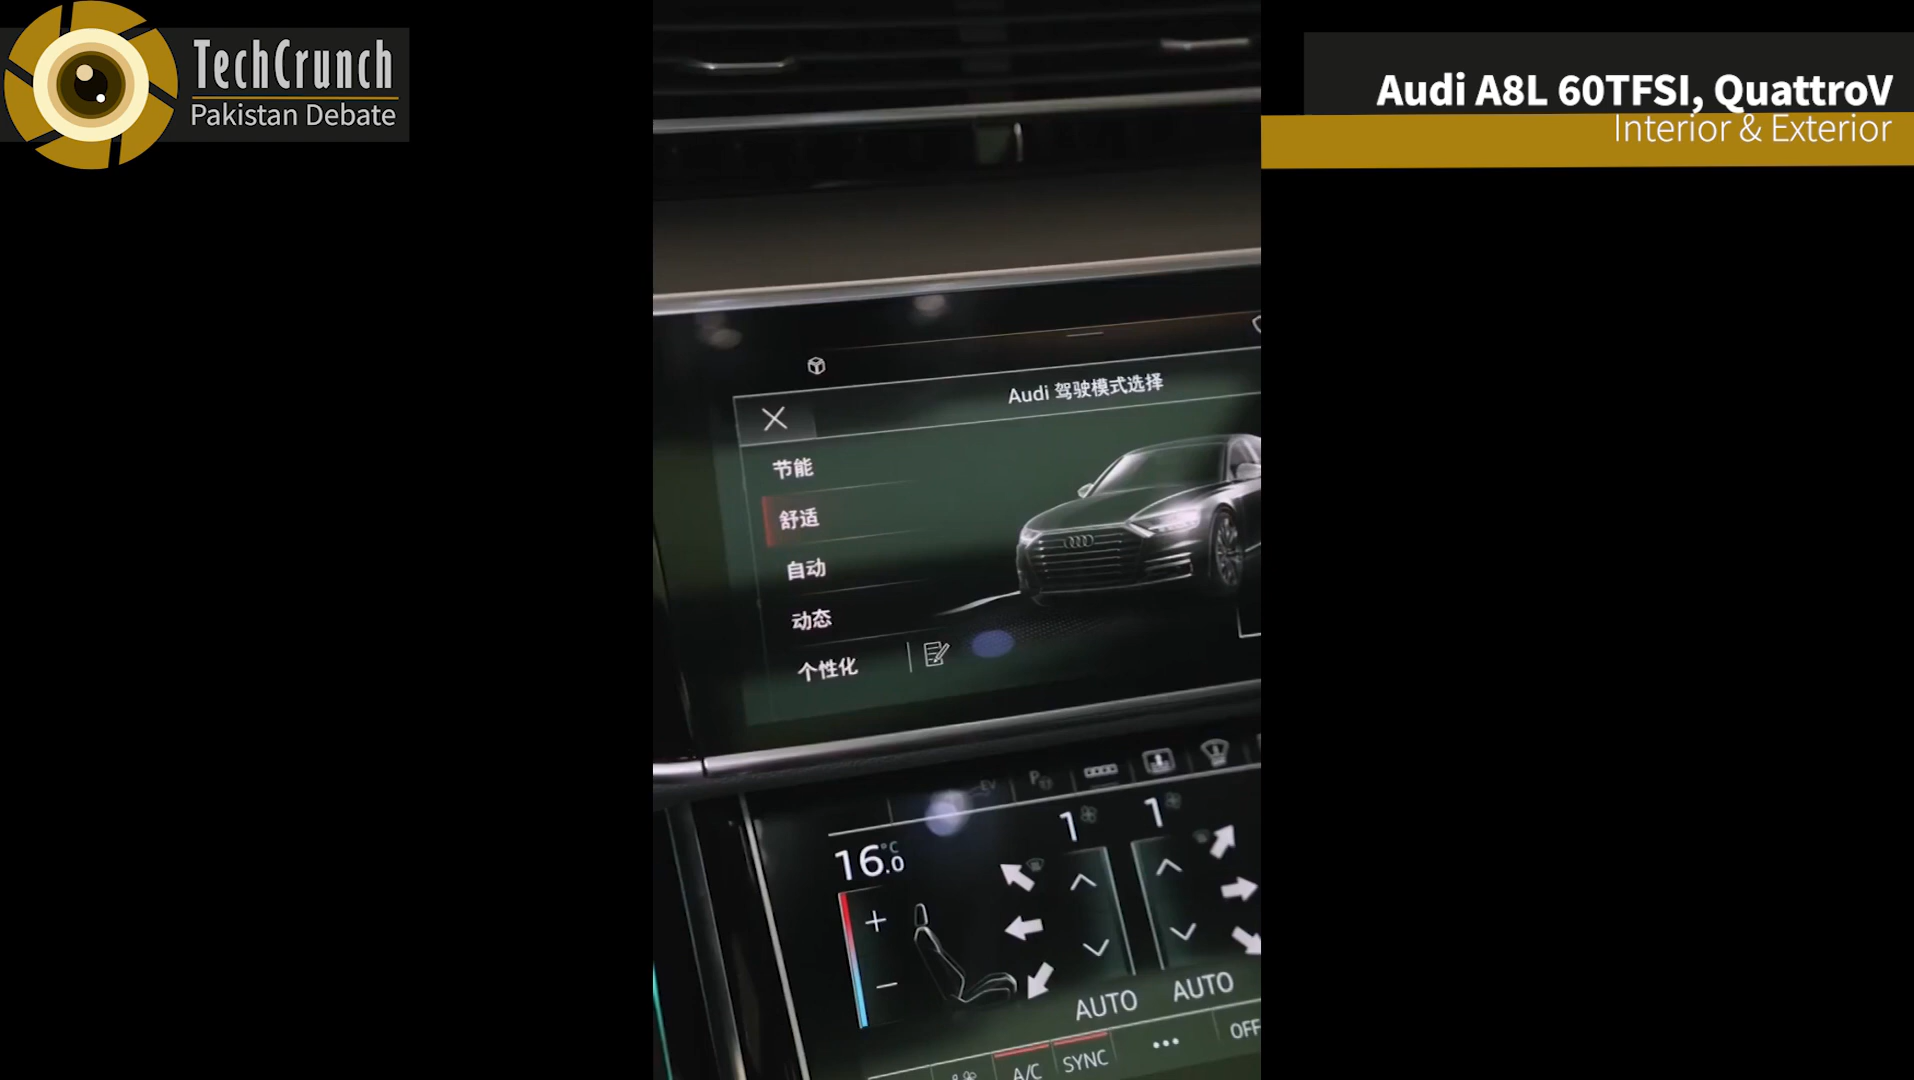 TechCrunch
Pakistan Debate
Audi A8L 60TFSI, QuattroV
Interior & Exterior
Audi 驾驶模式选择
节能
舒适
自动
动态
个性化
EV
P
1
1
16.0 °C
AUTO
AUTO
A/C
SYNC
OFF